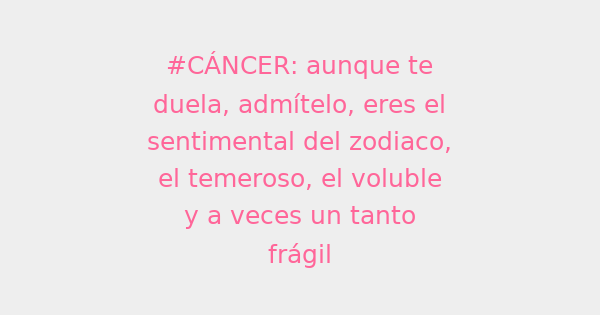 #CÁNCER: aunque te
duela, admítelo, eres el
sentimental del zodiaco,
el temeroso, el voluble
y a veces un tanto
frágil